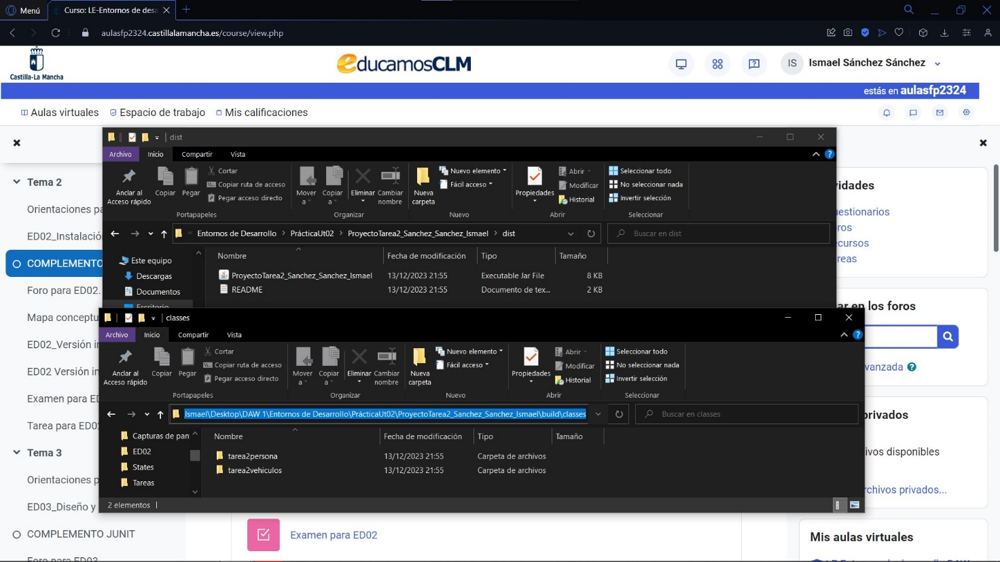 Menú
Curso: LE-Entornos de desa
aulasfp2324.castillalamancha.es/course/view.php
Castilla-La Mancha
educamosCLM
IS
Ismael Sánchez Sánchez
estás en aulasfp2324
Aulas virtuales
Espacio de trabajo
Mis calificaciones
Tema 2
Orientaciones pa
ED02_Instalació
COMPLEMENTO
Foro para ED02.
Mapa conceptu
ED02_Versión in
ED02 Versión in
Examen para ED
Tarea para ED02
Tema 3
Orientaciones p
ED03_Diseño y
COMPLEMENTO JUNIT
Foro para ED03
dist
Archivo
Inicio
Compartir
Vista
Anclar al
Acceso rápido
Copiar
Pegar
Cortar
Copiar ruta de acceso
Pegar acceso directo
Portapapeles
Mover
a
Copiar
a
Eliminar
Cambiar
nombre
Organizar
Nueva
carpeta
Nuevo elemento
Fácil acceso
Nuevo
Propiedades
Abrir
Modificar
Historial
Abrir
Seleccionar todo
No seleccionar nada
Invertir selección
Seleccionar
« Entornos de Desarrollo > PrácticaUt02 > ProyectoTarea2_Sanchez_Sanchez_Ismael > dist
Buscar en dist
Este equipo
Descargas
Documentos
Escritorio
Nombre
Fecha de modificación
Tipo
Tamaño
ProyectoTarea2_Sanchez_Sanchez_Ismael
13/12/2023 21:55
Executable Jar File
8 KB
README
13/12/2023 21:55
Documento de tex...
2 KB
classes
Archivo
Inicio
Compartir
Vista
Anclar al
Acceso rápido
Copiar
Pegar
Cortar
Copiar ruta de acceso
Pegar acceso directo
Portapapeles
Mover
a
Copiar
a
Eliminar
Cambiar
nombre
Organizar
Nueva
carpeta
Nuevo elemento
Fácil acceso
Nuevo
Propiedades
Abrir
Modificar
Historial
Abrir
Seleccionar todo
No seleccionar nada
Invertir selección
Seleccionar
Ismael\Desktop\DAW 1\Entornos de Desarrollo\PrácticaUt02\ProyectoTarea2_Sanchez_Sanchez_Ismael\build\classes
Buscar en classes
Capturas de pan
ED02
States
Tareas
Nombre
Fecha de modificación
Tipo
Tamaño
tarea2persona
13/12/2023 21:55
Carpeta de archivos
tarea2vehiculos
13/12/2023 21:55
Carpeta de archivos
2 elementos
Examen para ED02
vidades
uestionarios
ros
cursos
reas
ar en los foros
vanzada
privados
ivos disponibles
rchivos privados...
Mis aulas virtuales